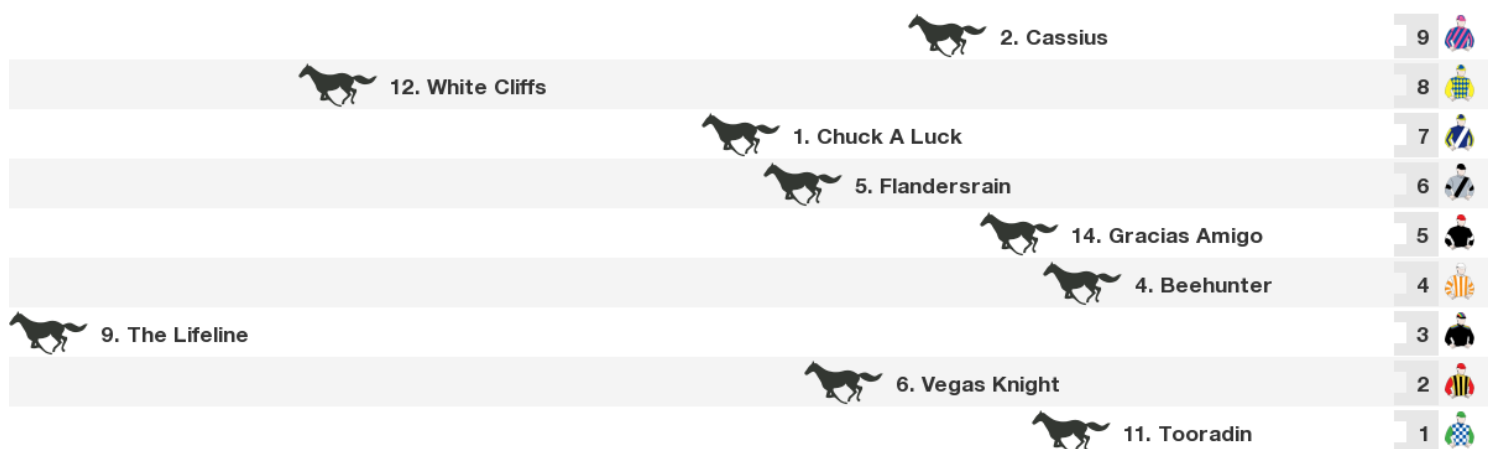 2. Cassius 9
12. White Cliffs 8
1. Chuck A Luck 7
5. Flandersrain 6
14. Gracias Amigo 5
4. Beehunter 4
9. The Lifeline 3
6. Vegas Knight 2
11. Tooradin 1